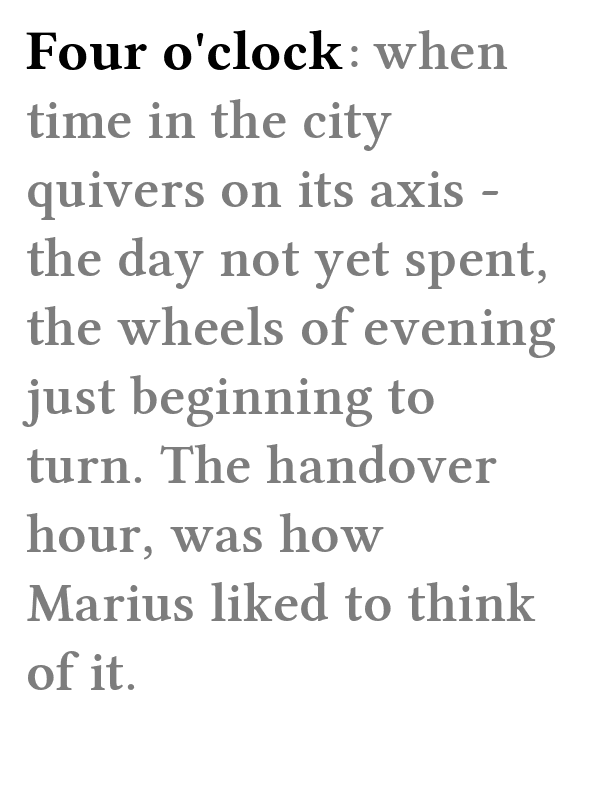 Four o'clock: when
time in the city
quivers on its axis -
the day not yet spent,
the wheels of evening
just beginning to
turn. The handover
hour, was how
Marius liked to think
of it.